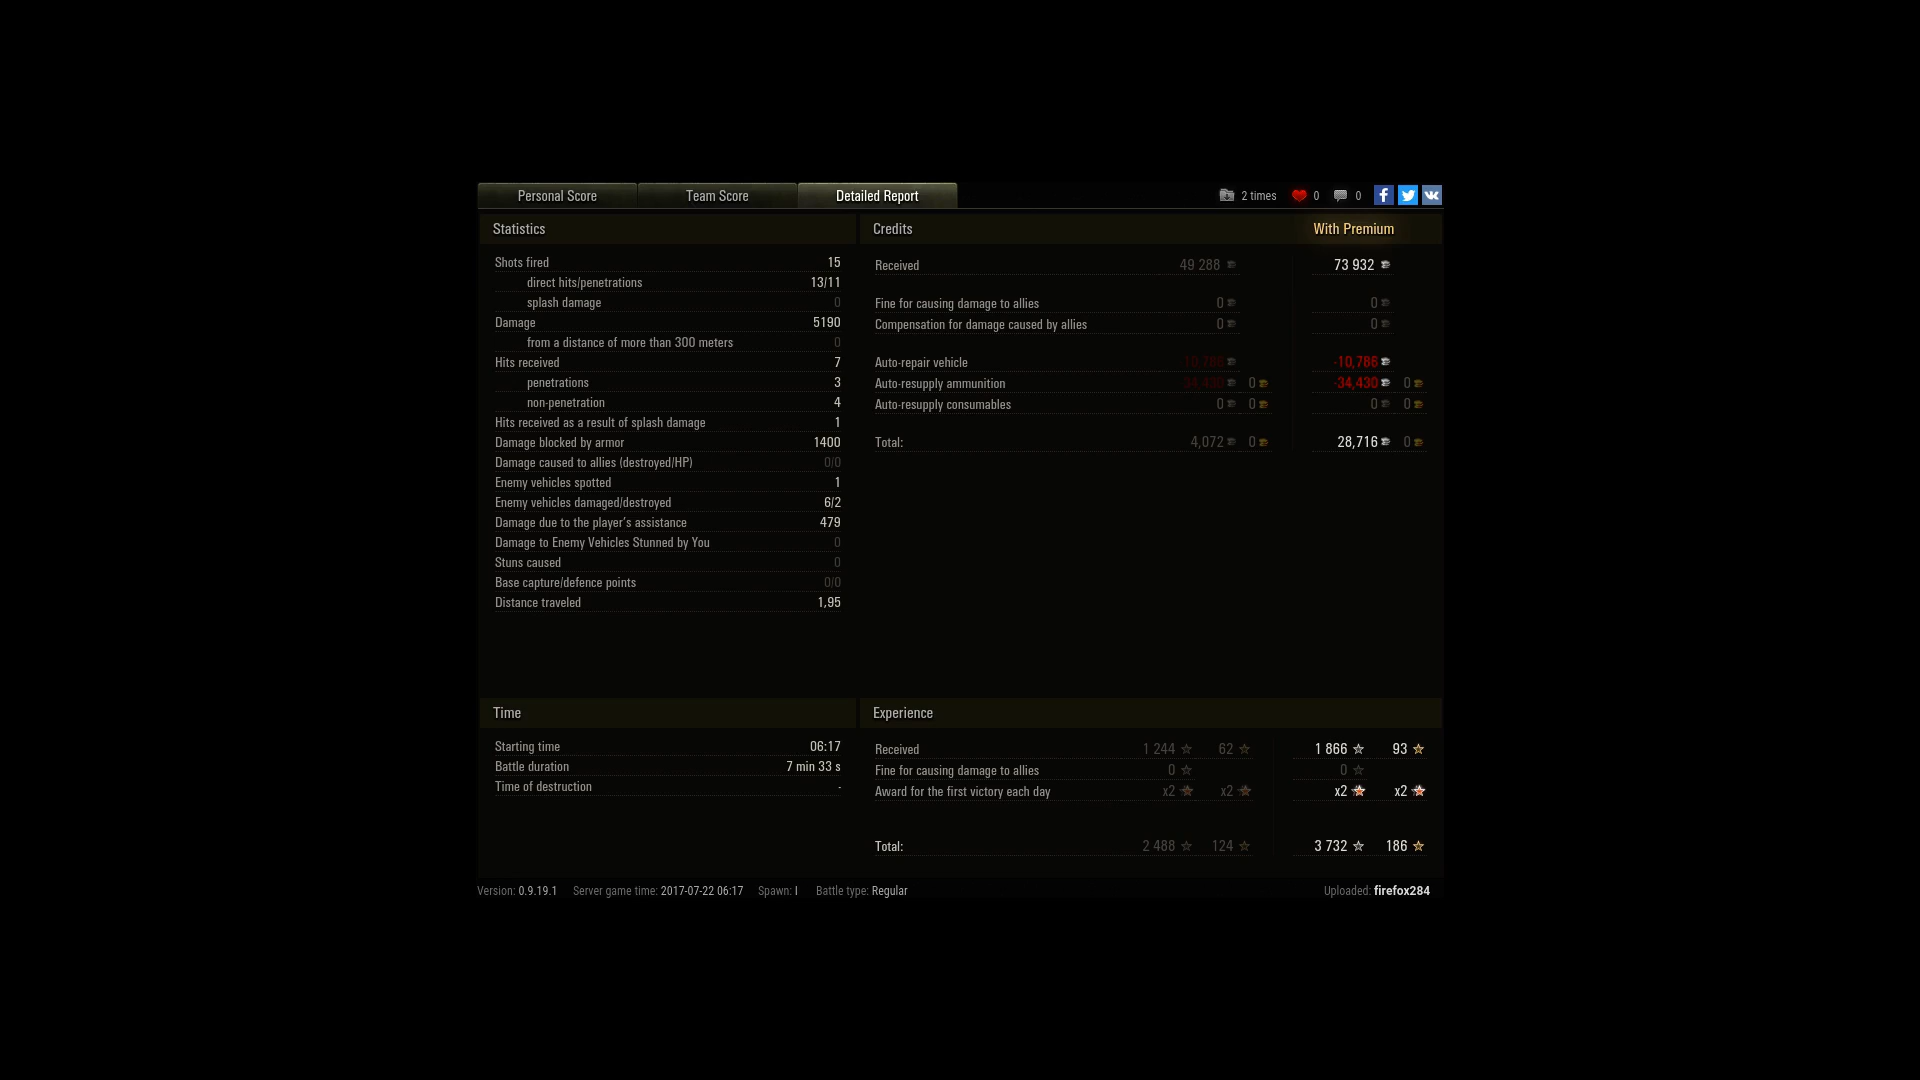 Personal Score Team Score Detailed Report 2 times 0 0
Statistics
Shots fired 15
direct hits/penetrations 13/11
splash damage 0
Damage 5190
from a distance of more than 300 meters 0
Hits received 7
penetrations 3
non-penetration 4
Hits received as a result of splash damage 1
Damage blocked by armor 1400
Damage caused to allies (destroyed/HP) 0/0
Enemy vehicles spotted 1
Enemy vehicles damaged/destroyed 6/2
Damage due to the player's assistance 479
Damage to Enemy Vehicles Stunned by You 0
Stuns caused 0
Base capture/defence points 0/0
Distance traveled 1,95
Credits With Premium
Received 49 288 73 932
Fine for causing damage to allies 0 0
Compensation for damage caused by allies 0 0
Auto-repair vehicle -10,786 -10,786
Auto-resupply ammunition -34,430 0 -34,430 0
Auto-resupply consumables 0 0 0 0
Total: 4,072 0 28,716 0
Time
Starting time 06:17
Battle duration 7 min 33 s
Time of destruction -
Experience
Received 1 244 62 1 866 93
Fine for causing damage to allies 0 0
Award for the first victory each day x2 x2 x2 x2
Total: 2 488 124 3 732 186
Version: 0.9.19.1 Server game time: 2017-07-22 06:17 Spawn: I Battle type: Regular Uploaded: firefox284